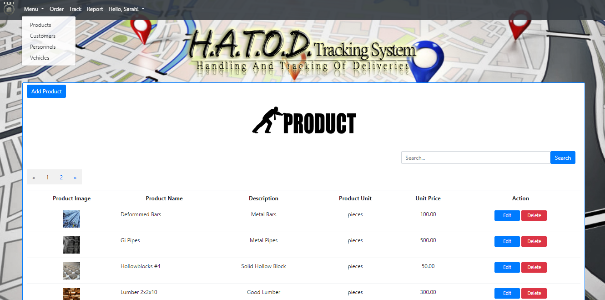 Menu Order Track Report Hello, Sarah!
Products
Customers
Personnels
Vehicles
H.A.T.O.D. Tracking System
Handling And Tracking Of Deliveries
Add Product
PRODUCT
Search... Search
« 1 2 »
Product Image Product Name Description Product Unit Unit Price Action
Deformed Bars Metal Bars pieces 100.00 Edit Delete
GI Pipes Metal Pipes pieces 500.00 Edit Delete
Hollowblocks #4 Solid Hollow Block pieces 50.00 Edit Delete
Lumber 2x3x10 Good Lumber pieces 300.00 Edit Delete